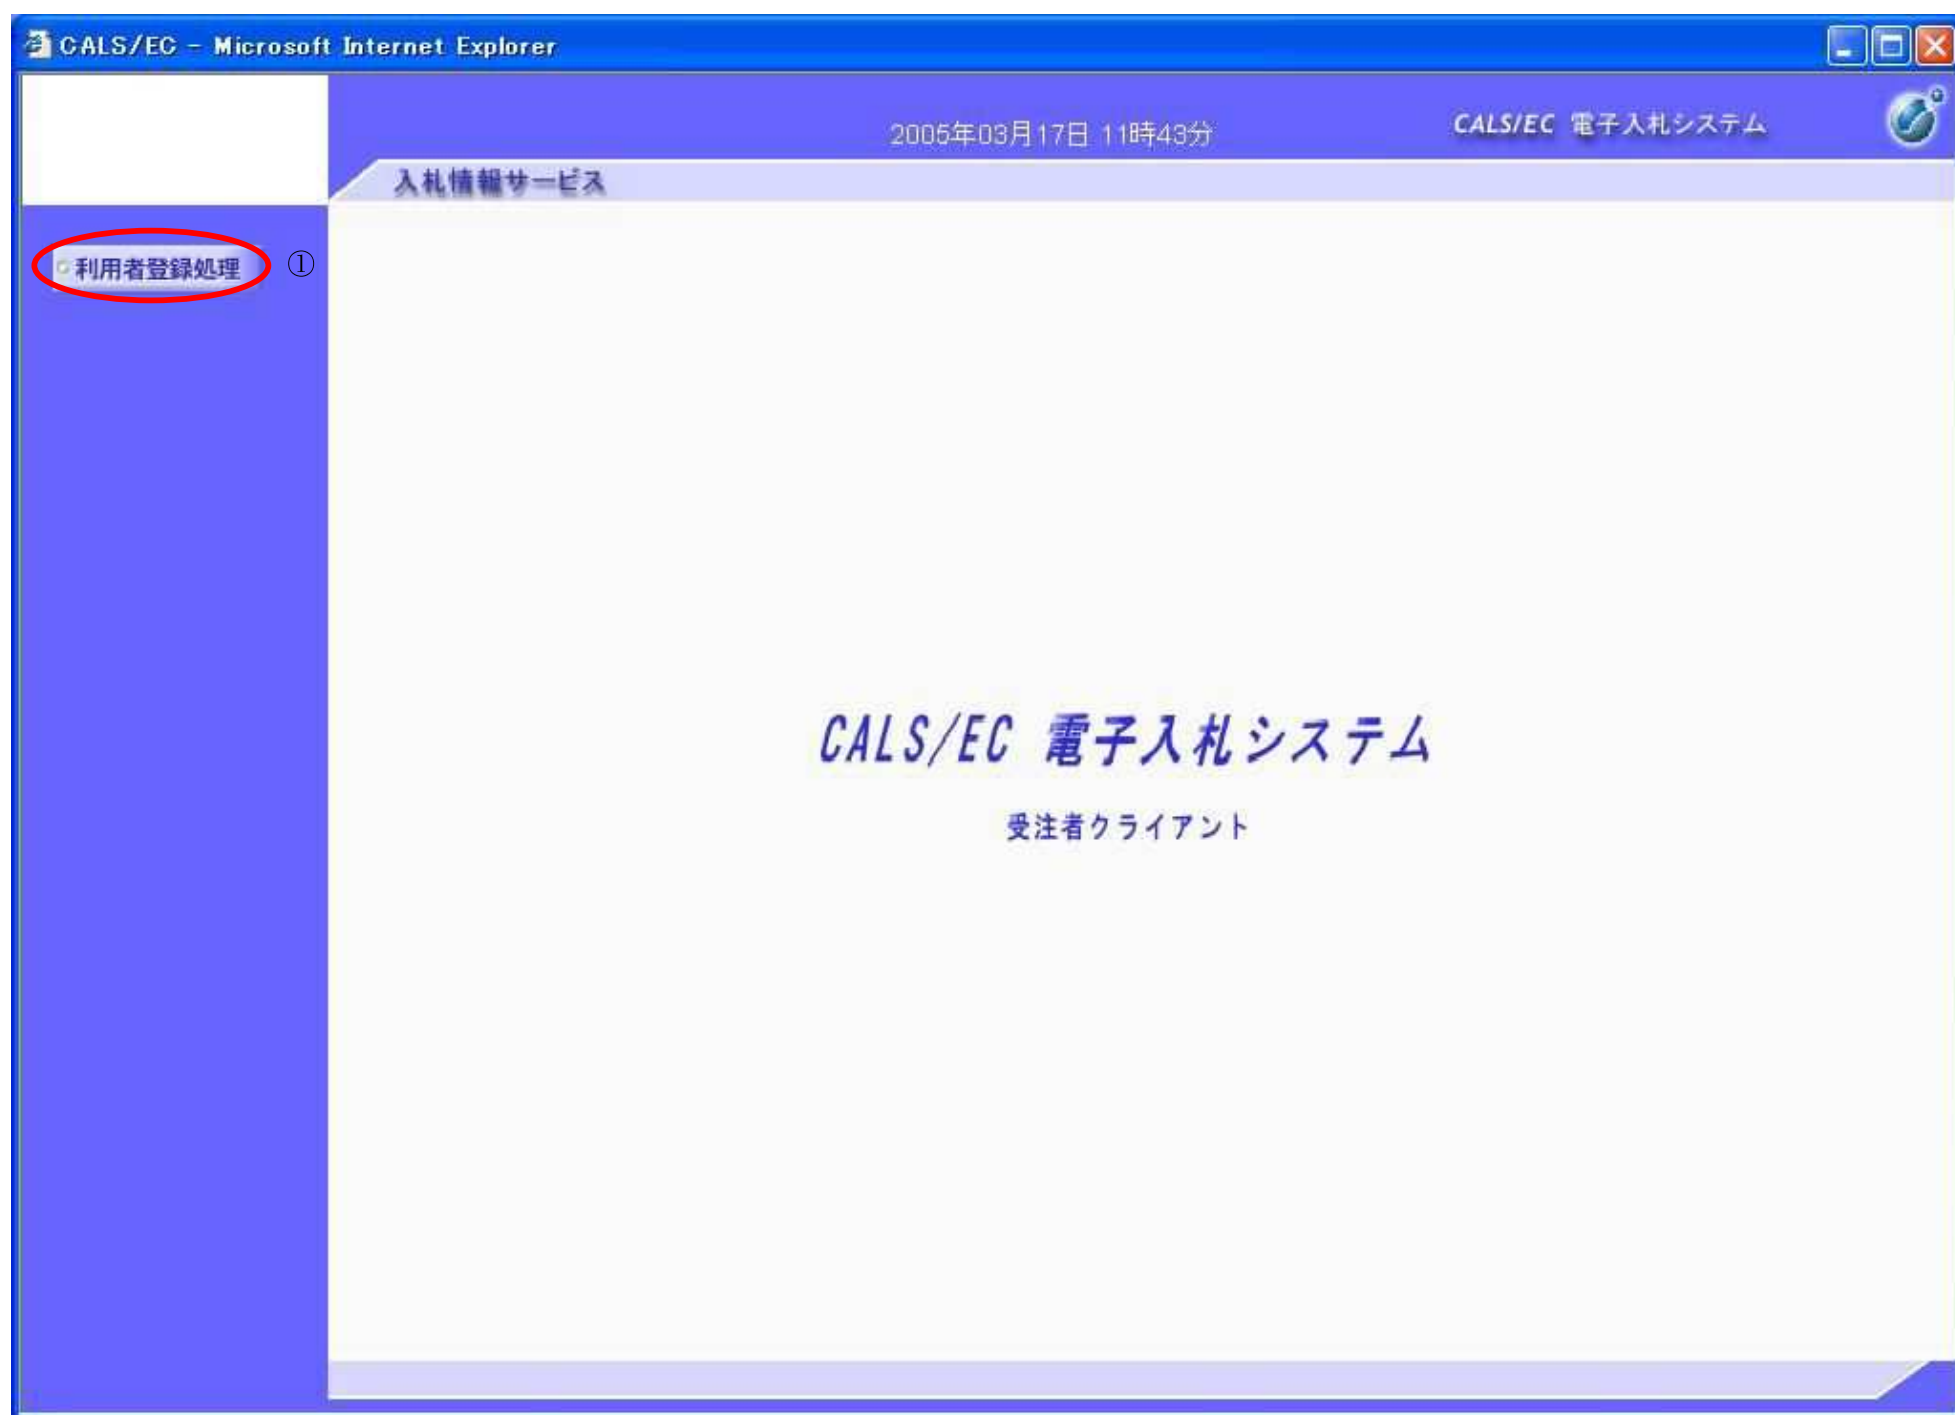 CALS/EC - Microsoft Internet Explorer
2005年03月17日 11時43分
CALS/EC 電子入札システム
入札情報サービス
利用者登録処理 ①
CALS/EC 電子入札システム
受注者クライアント